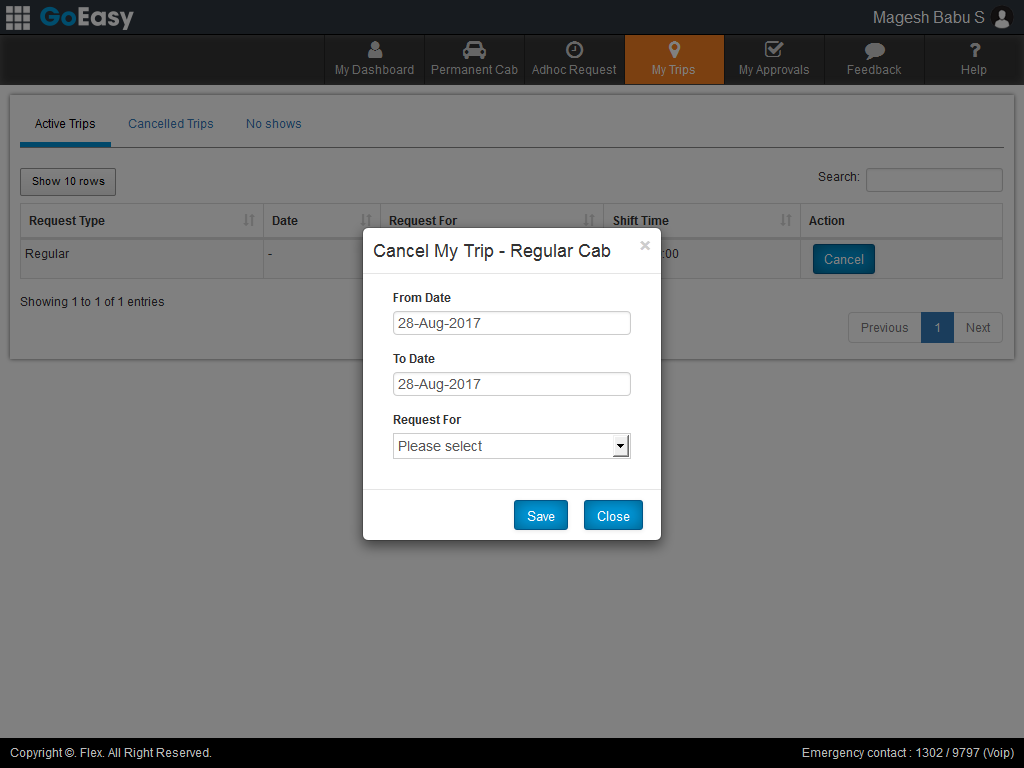 GoEasy
Magesh Babu S
My Dashboard
Permanent Cab
Adhoc Request
My Trips
My Approvals
Feedback
? Help
Active Trips
Cancelled Trips
No shows
Show 10 rows
Search:
Request Type
Date
Request For
Shift Time
Action
Regular
-
:00
Cancel
Showing 1 to 1 of 1 entries
Previous
1
Next
Cancel My Trip - Regular Cab
×
From Date
28-Aug-2017
To Date
28-Aug-2017
Request For
Please select
Save
Close
Copyright ©. Flex. All Right Reserved.
Emergency contact : 1302 / 9797 (Voip)